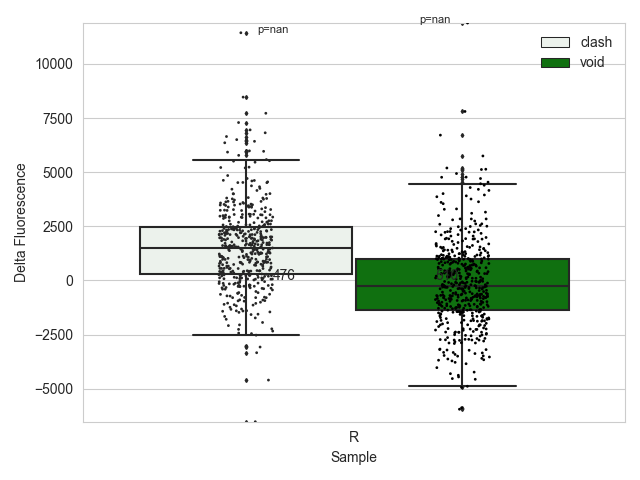 p=nan
p=nan
clash
void
10000
7500
5000
2500
0
−2500
−5000
Delta Fluorescence
476
R
Sample